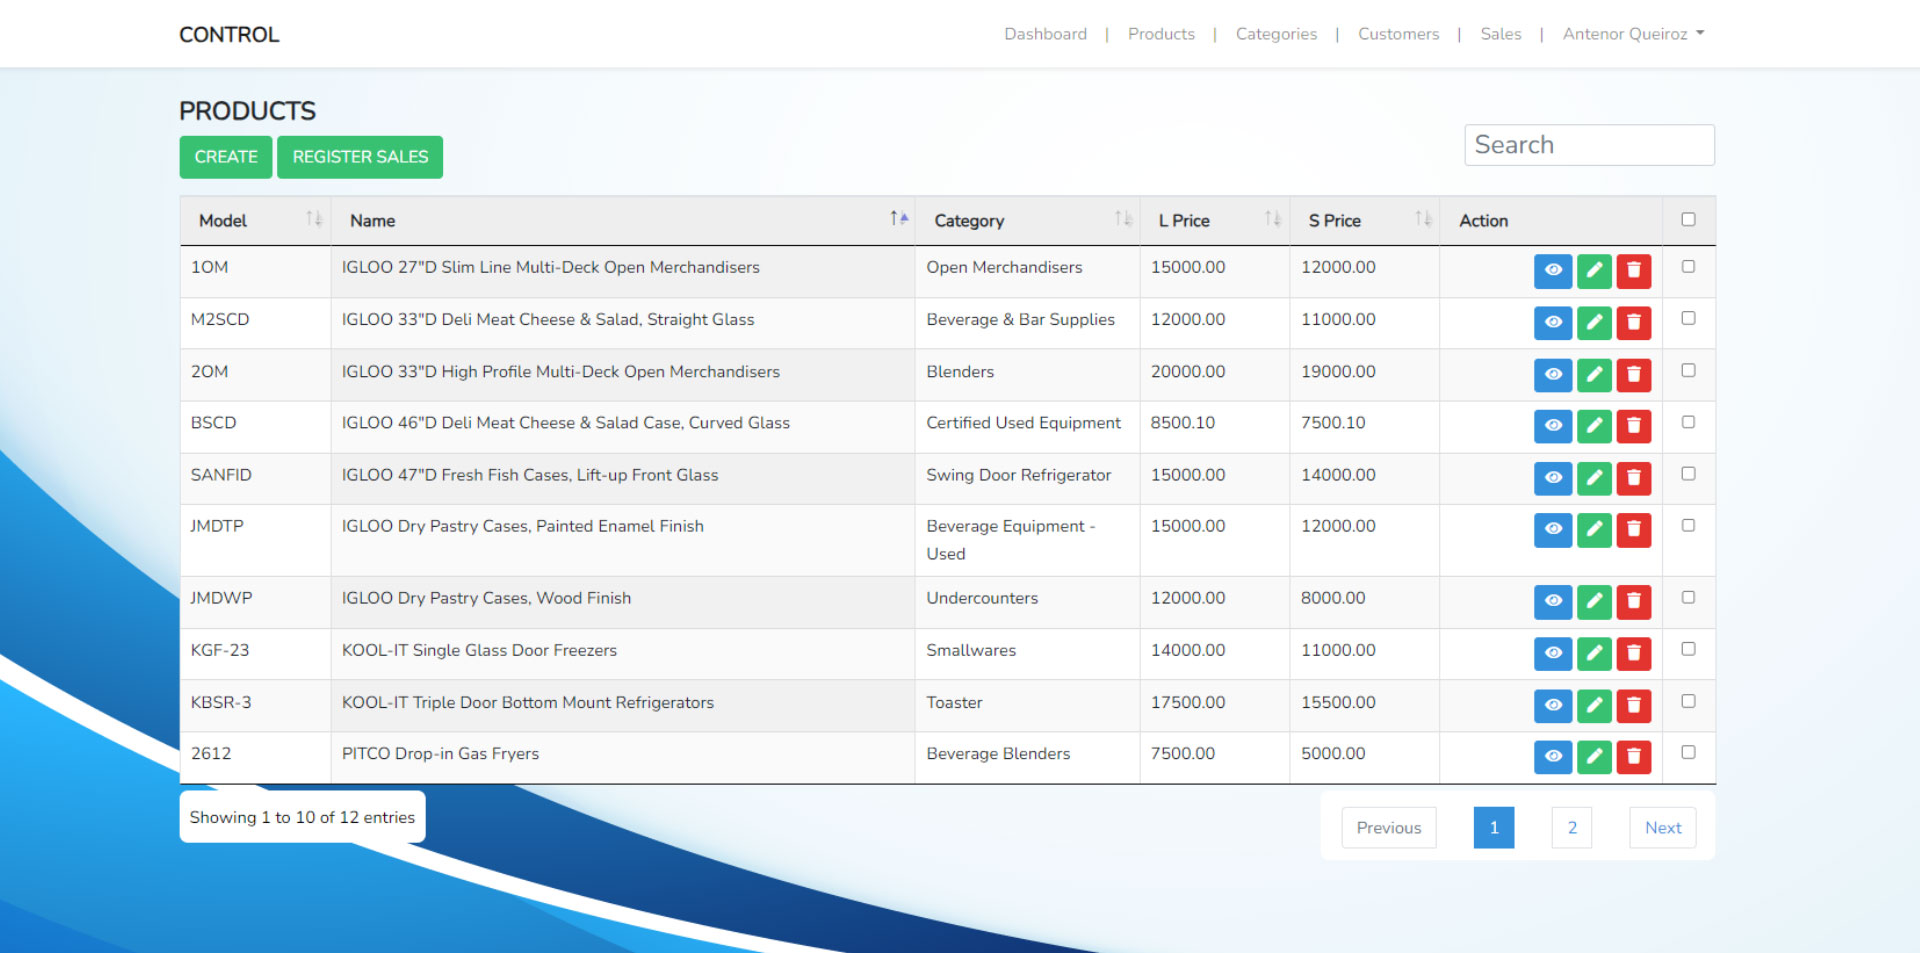 CONTROL
Dashboard | Products | Categories | Customers | Sales | Antenor Queiroz
PRODUCTS
CREATE REGISTER SALES
Search
Model Name Category L Price S Price Action
1OM IGLOO 27"D Slim Line Multi-Deck Open Merchandisers Open Merchandisers 15000.00 12000.00
M2SCD IGLOO 33"D Deli Meat Cheese & Salad, Straight Glass Beverage & Bar Supplies 12000.00 11000.00
2OM IGLOO 33"D High Profile Multi-Deck Open Merchandisers Blenders 20000.00 19000.00
BSCD IGLOO 46"D Deli Meat Cheese & Salad Case, Curved Glass Certified Used Equipment 8500.10 7500.10
SANFID IGLOO 47"D Fresh Fish Cases, Lift-up Front Glass Swing Door Refrigerator 15000.00 14000.00
JMDTP IGLOO Dry Pastry Cases, Painted Enamel Finish Beverage Equipment - 15000.00 12000.00
Used
JMDWP IGLOO Dry Pastry Cases, Wood Finish Undercounters 12000.00 8000.00
KGF-23 KOOL-IT Single Glass Door Freezers Smallwares 14000.00 11000.00
KBSR-3 KOOL-IT Triple Door Bottom Mount Refrigerators Toaster 17500.00 15500.00
2612 PITCO Drop-in Gas Fryers Beverage Blenders 7500.00 5000.00
Showing 1 to 10 of 12 entries
Previous 1 2 Next